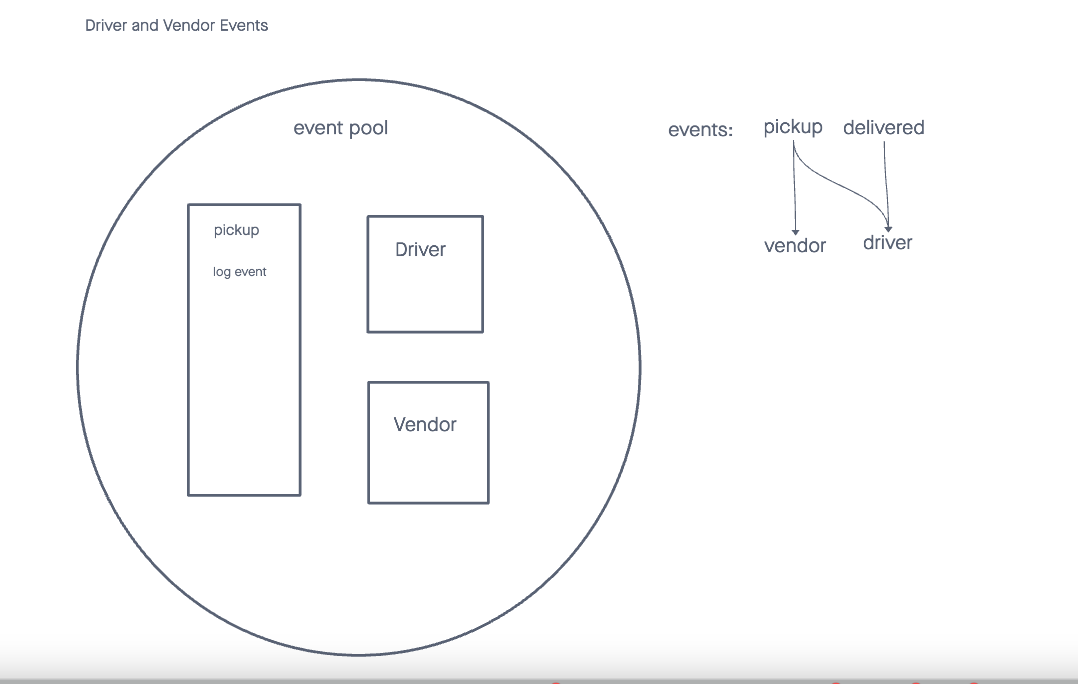 Driver and Vendor Events
event pool
pickup
log event
Driver
Vendor
events: pickup delivered
vendor driver